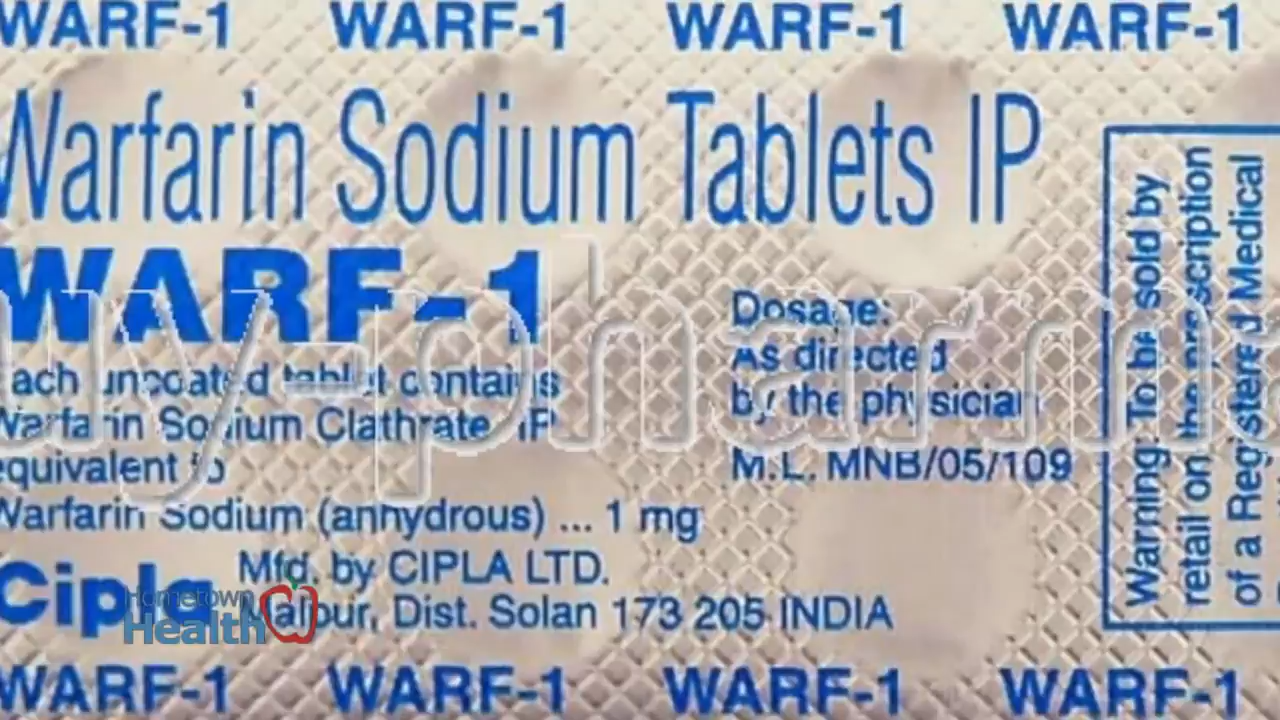 WARF-1 WARF-1 WARF-1 WARF-1
Warfarin Sodium Tablets IP
WARF-1
Each uncoated tablet contains
Warfarin Sodium Clathrate IP
equivalent to
Warfarin Sodium (anhydrous) ... 1 mg
Dosage:
As directed
by the physician
M.L. MNB/05/109
Cipla
Mfd. by CIPLA LTD.
Malpur, Dist. Solan 173 205 INDIA
Hometown
Health
Warning: To be sold by
retail on the prescription
of a Registered Medical
uy-pharm
WARF-1 WARF-1 WARF-1 WARF-1